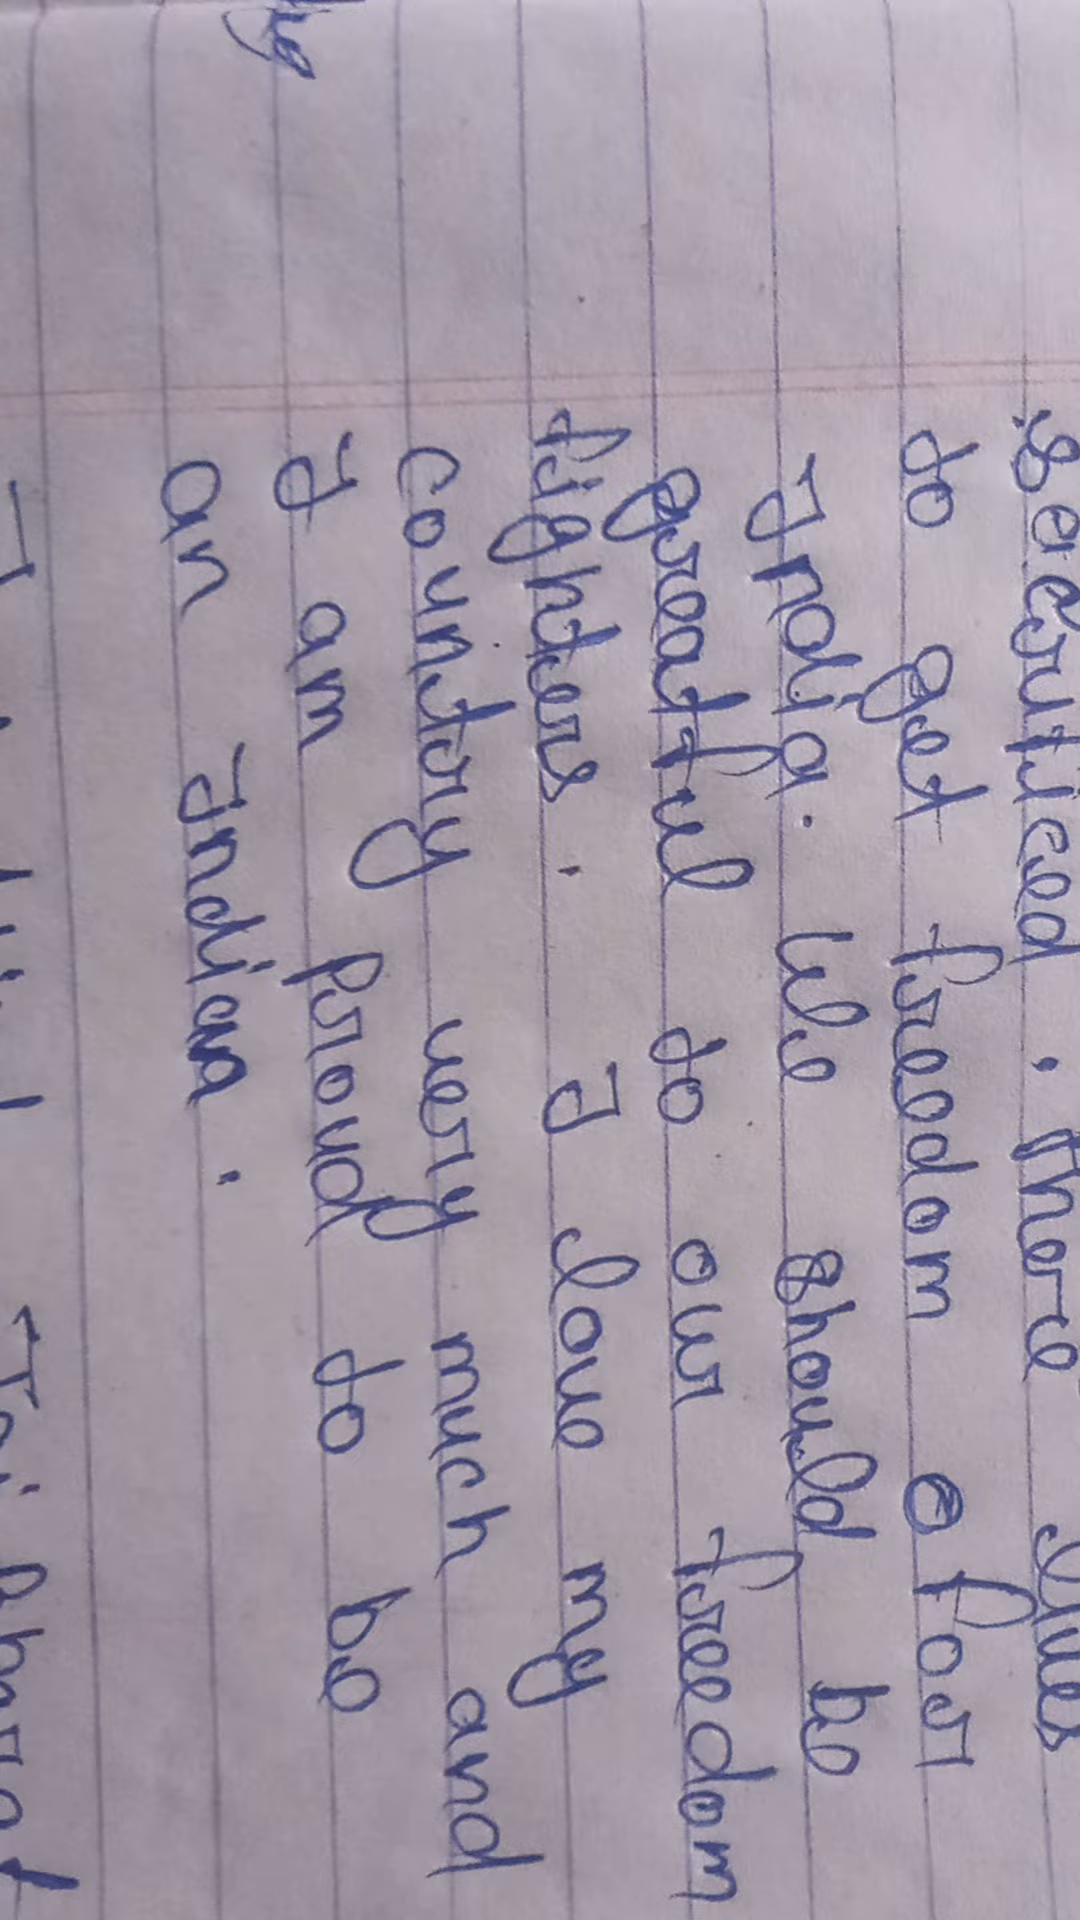 sacrificed. There lives
to get freedom for
India. We should be
greatful to our freedom
fighters. I love my
country very much and
I am proud to be
an Indian.